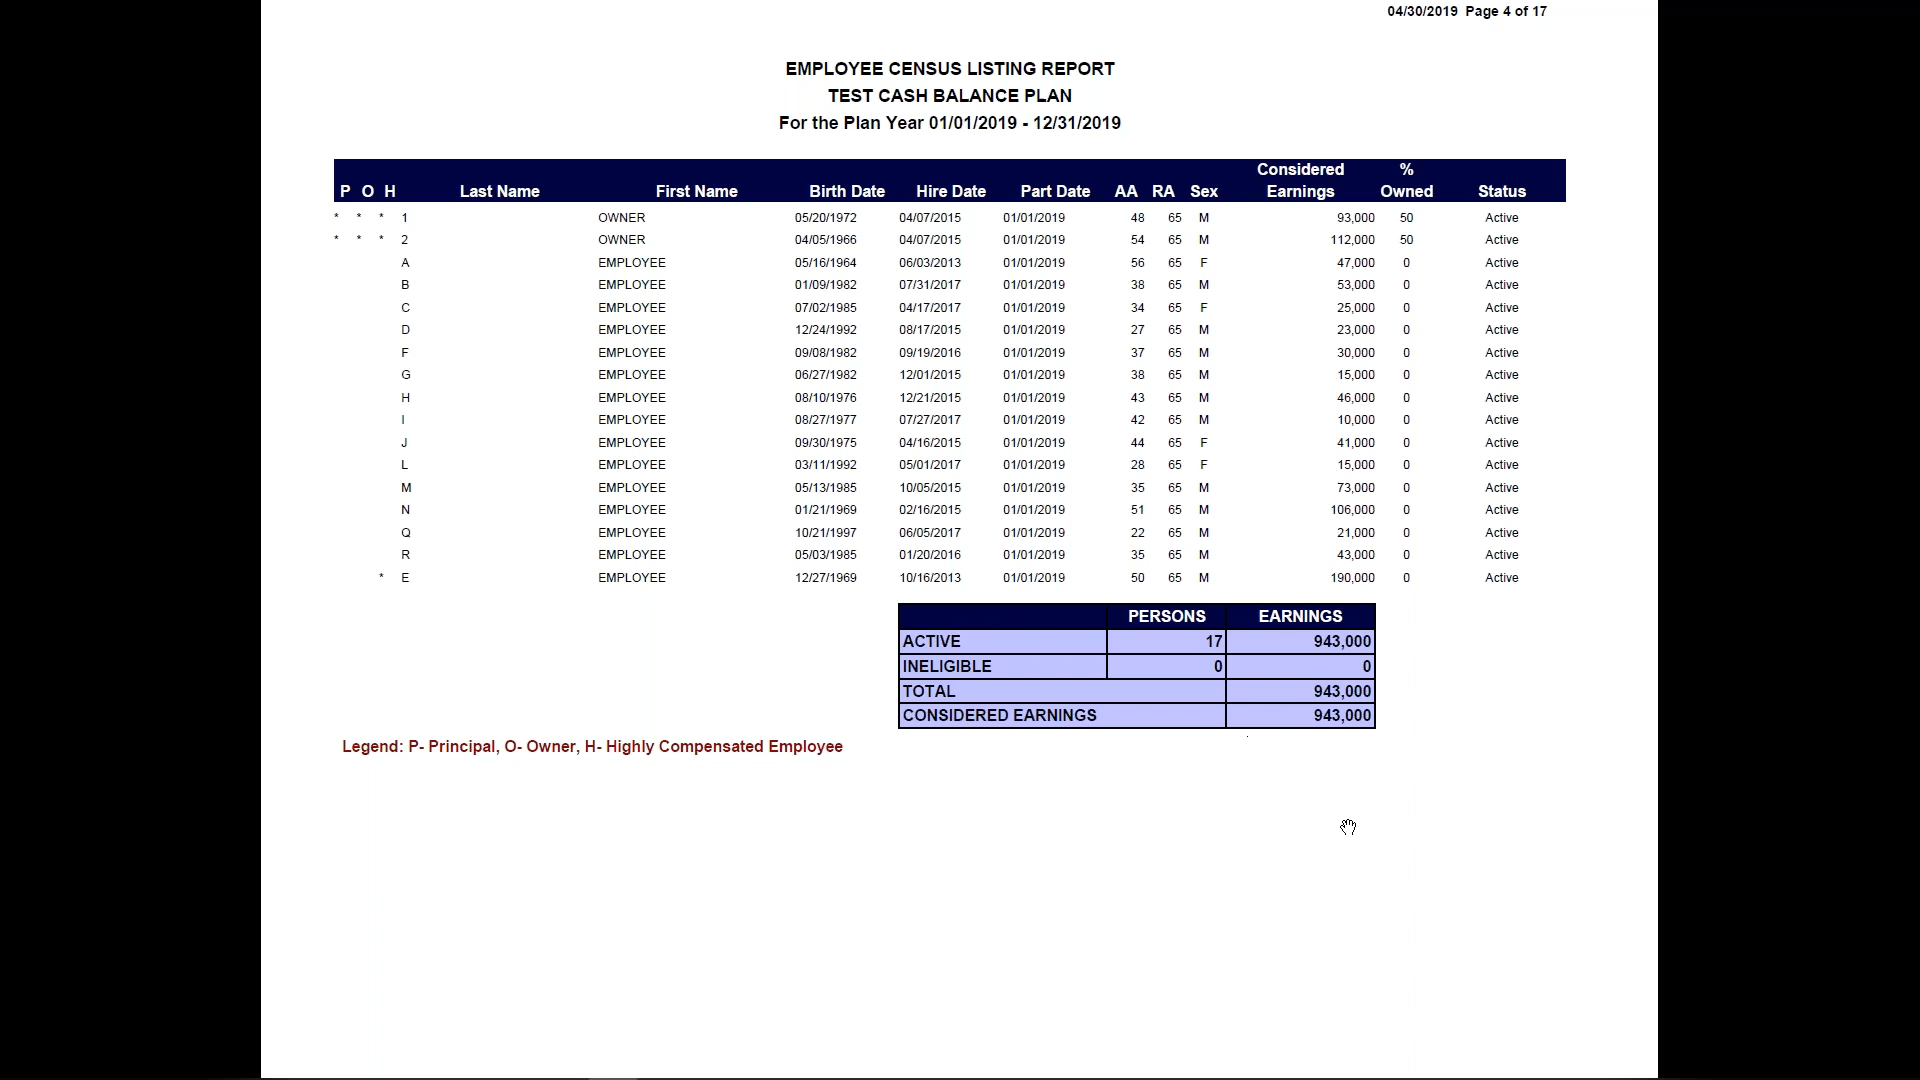 04/30/2019 Page 4 of 17
EMPLOYEE CENSUS LISTING REPORT
TEST CASH BALANCE PLAN
For the Plan Year 01/01/2019 - 12/31/2019
P O H Last Name First Name Birth Date Hire Date Part Date AA RA Sex Considered Earnings % Owned Status
* * * 1 OWNER 05/20/1972 04/07/2015 01/01/2019 48 65 M 93,000 50 Active
* * * 2 OWNER 04/05/1966 04/07/2015 01/01/2019 54 65 M 112,000 50 Active
A EMPLOYEE 05/16/1964 06/03/2013 01/01/2019 56 65 F 47,000 0 Active
B EMPLOYEE 01/09/1982 07/31/2017 01/01/2019 38 65 M 53,000 0 Active
C EMPLOYEE 07/02/1985 04/17/2017 01/01/2019 34 65 F 25,000 0 Active
D EMPLOYEE 12/24/1992 08/17/2015 01/01/2019 27 65 M 23,000 0 Active
F EMPLOYEE 09/08/1982 09/19/2016 01/01/2019 37 65 M 30,000 0 Active
G EMPLOYEE 06/27/1982 12/01/2015 01/01/2019 38 65 M 15,000 0 Active
H EMPLOYEE 08/10/1976 12/21/2015 01/01/2019 43 65 M 46,000 0 Active
I EMPLOYEE 08/27/1977 07/27/2017 01/01/2019 42 65 M 10,000 0 Active
J EMPLOYEE 09/30/1975 04/16/2015 01/01/2019 44 65 F 41,000 0 Active
L EMPLOYEE 03/11/1992 05/01/2017 01/01/2019 28 65 F 15,000 0 Active
M EMPLOYEE 05/13/1985 10/05/2015 01/01/2019 35 65 M 73,000 0 Active
N EMPLOYEE 01/21/1969 02/16/2015 01/01/2019 51 65 M 106,000 0 Active
Q EMPLOYEE 10/21/1997 06/05/2017 01/01/2019 22 65 M 21,000 0 Active
R EMPLOYEE 05/03/1985 01/20/2016 01/01/2019 35 65 M 43,000 0 Active
* E EMPLOYEE 12/27/1969 10/16/2013 01/01/2019 50 65 M 190,000 0 Active
PERSONS EARNINGS
ACTIVE 17 943,000
INELIGIBLE 0 0
TOTAL 943,000
CONSIDERED EARNINGS 943,000
Legend: P- Principal, O- Owner, H- Highly Compensated Employee